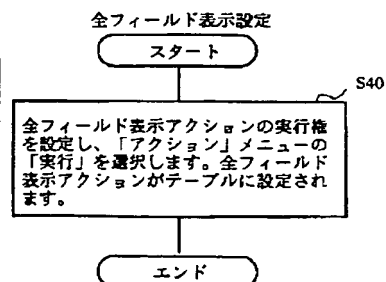 全フィールド表示設定
スタート
S40
全フィールド表示アクションの実行権
を設定し、「アクション」メニューの
「実行」を選択します。全フィールド
表示アクションがテーブルに設定され
ます。
エンド